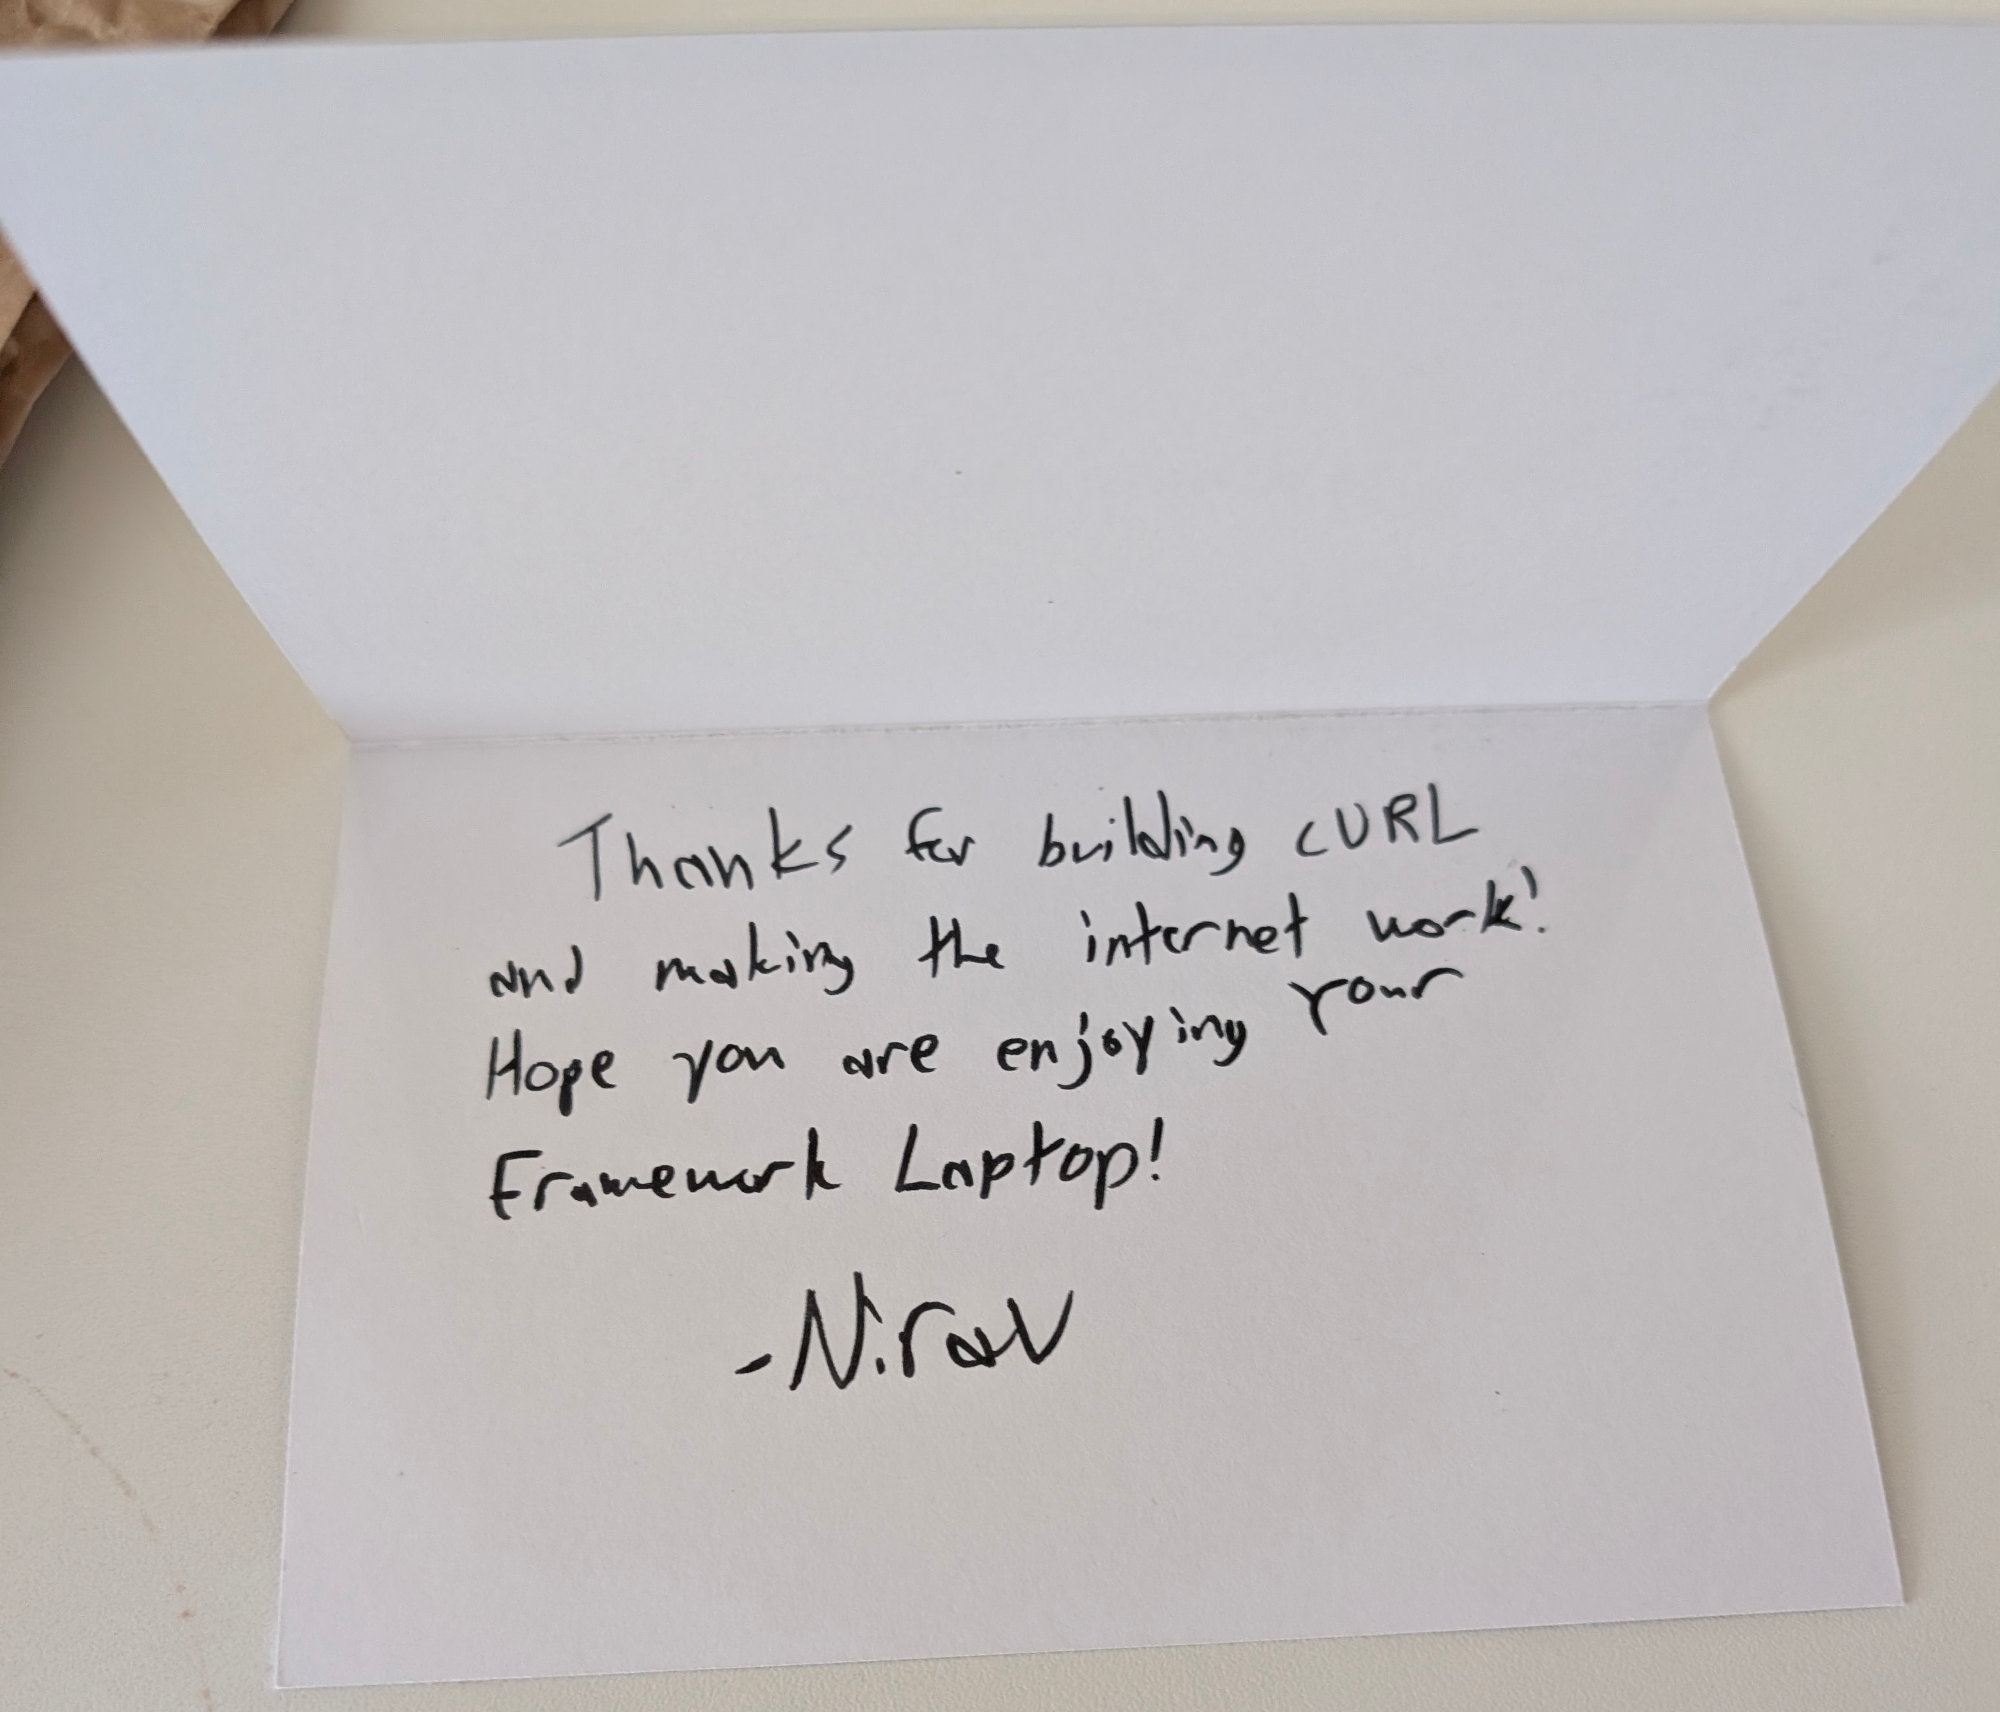 Thanks for building cURL
and making the internet work!
Hope you are enjoying your
Framework Laptop!
-Nirav